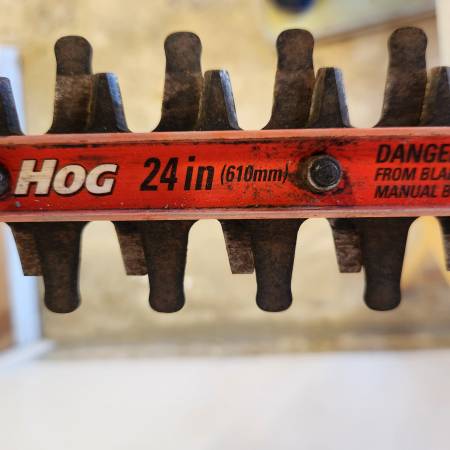 HOG 24 in (610mm)
DANGE
FROM BLA
MANUAL B